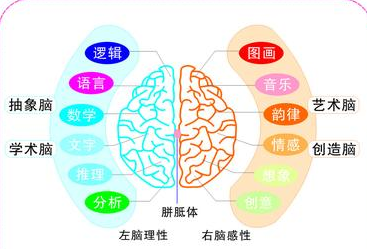 逻辑
语言
数学
文字
推理
分析
抽象脑
学术脑
图画
音乐
韵律
情感
想象
创意
艺术脑
创造脑
胼胝体
左脑理性
右脑感性